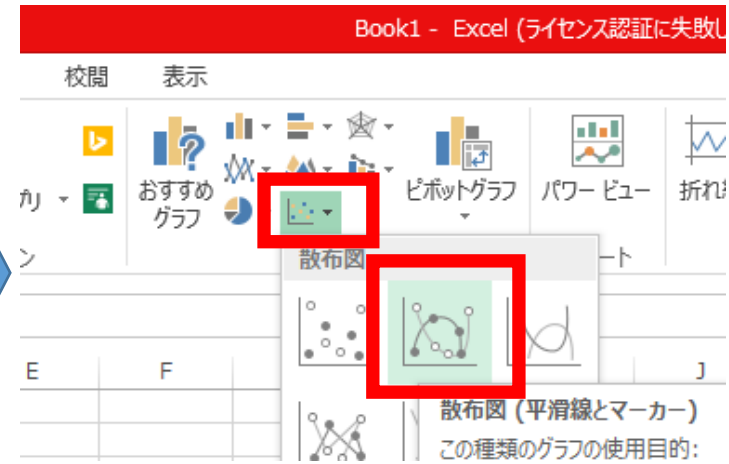 Book1 - Excel (ライセンス認証に失敗し
校閲 表示
おすすめ
グラフ
ピボットグラフ
パワー ビュー
折れ
ン
散布図
ート
E F J
散布図 (平滑線とマーカー)
この種類のグラフの使用目的: